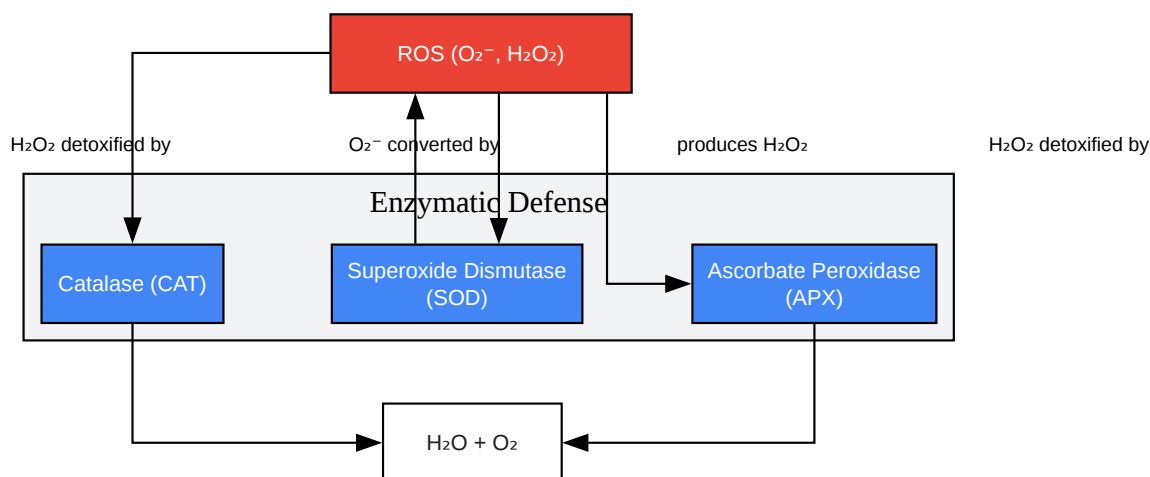 ROS (O₂⁻, H₂O₂)
H₂O₂ detoxified by
O₂⁻ converted by
produces H₂O₂
H₂O₂ detoxified by
Enzymatic Defense
Catalase (CAT)
Superoxide Dismutase
(SOD)
Ascorbate Peroxidase
(APX)
H₂O + O₂